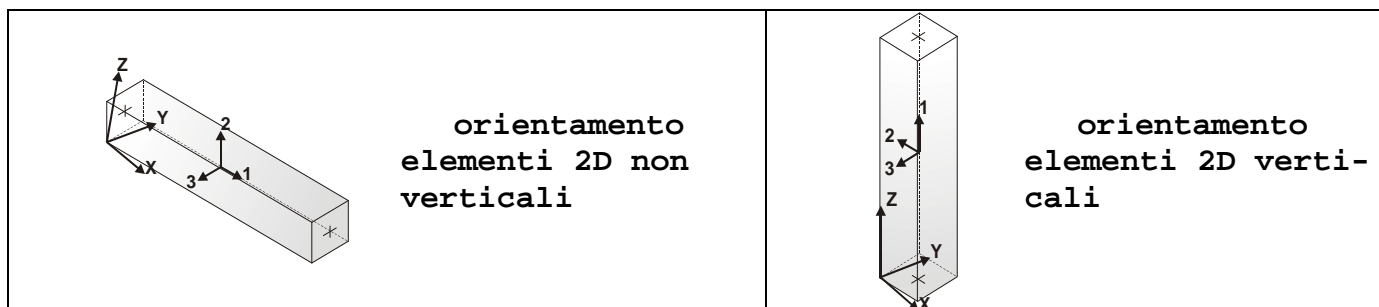 Z
Y
X
2
3
1
orientamento
elementi 2D non
verticali
1
2
3
Z
Y
X
orientamento
elementi 2D verti-
cali